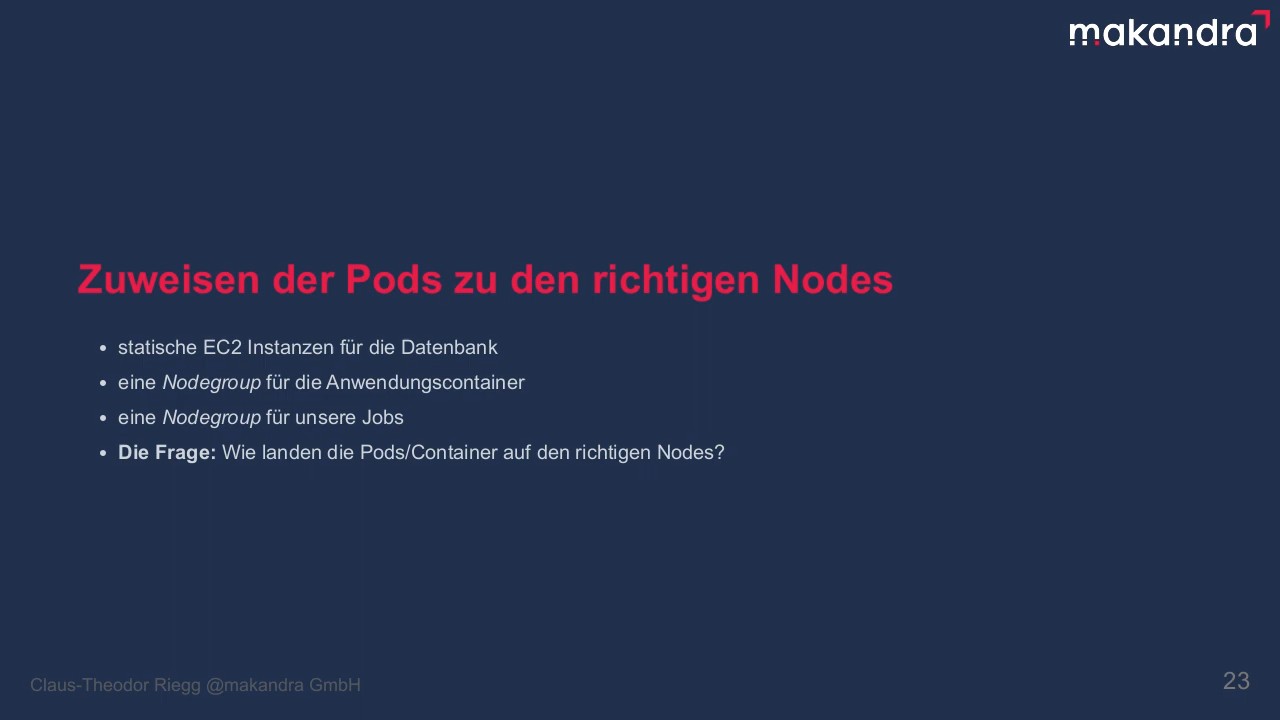 makandra
Zuweisen der Pods zu den richtigen Nodes
• statische EC2 Instanzen für die Datenbank
• eine Nodegroup für die Anwendungscontainer
• eine Nodegroup für unsere Jobs
• Die Frage: Wie landen die Pods/Container auf den richtigen Nodes?
Claus-Theodor Riegg @makandra GmbH
23